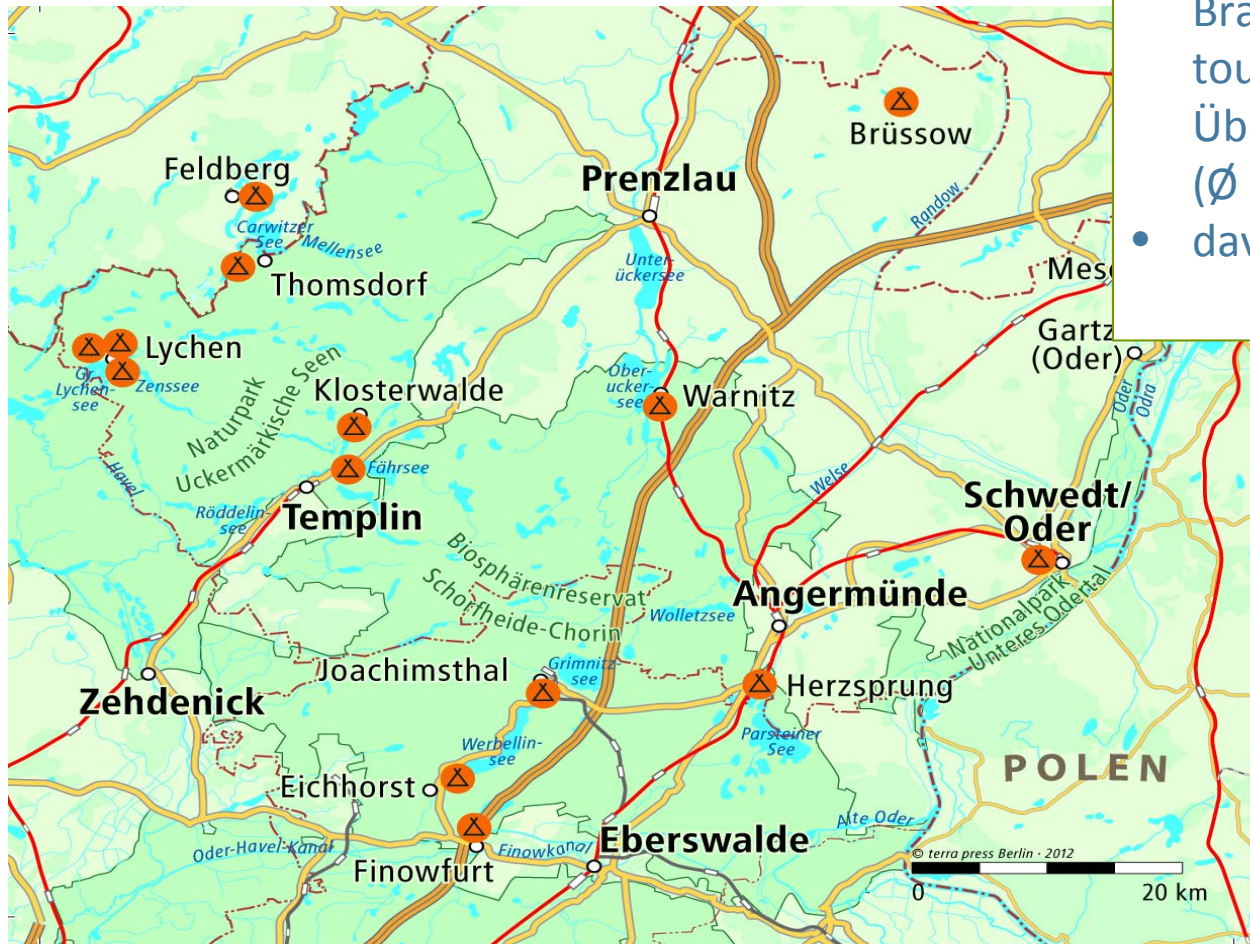 Bra
tou
Üb
(Ø
• dav
Brüssow
Feldberg
Prenzlau
Randow
Carwitzer
See
Mellensee
Thomsdorf
Unter-
ückersee
Mese
Gartz
(Oder)
Lychen
Gr.
Lychen-
see
Zenssee
Naturpark
Uckermärkische Seen
Klosterwalde
Ober-
ucker-
see
Warnitz
Oder
Odra
Havel
Fährsee
Welse
Röddelin-
see
Templin
Schwedt/
Oder
Biosphärenreservat
Schorfheide-Chorin
Wolletzsee
Angermünde
Nationalpark
Unteres Odertal
Joachimsthal
Grimnitz-
see
Herzsprung
Zehdenick
Parsteiner
See
Werbellin-
see
POLEN
Eichhorst
Alte Oder
Oder-Havel-Kanal
Finowkanal
Eberswalde
Finowfurt
© terra press Berlin · 2012
0 20 km